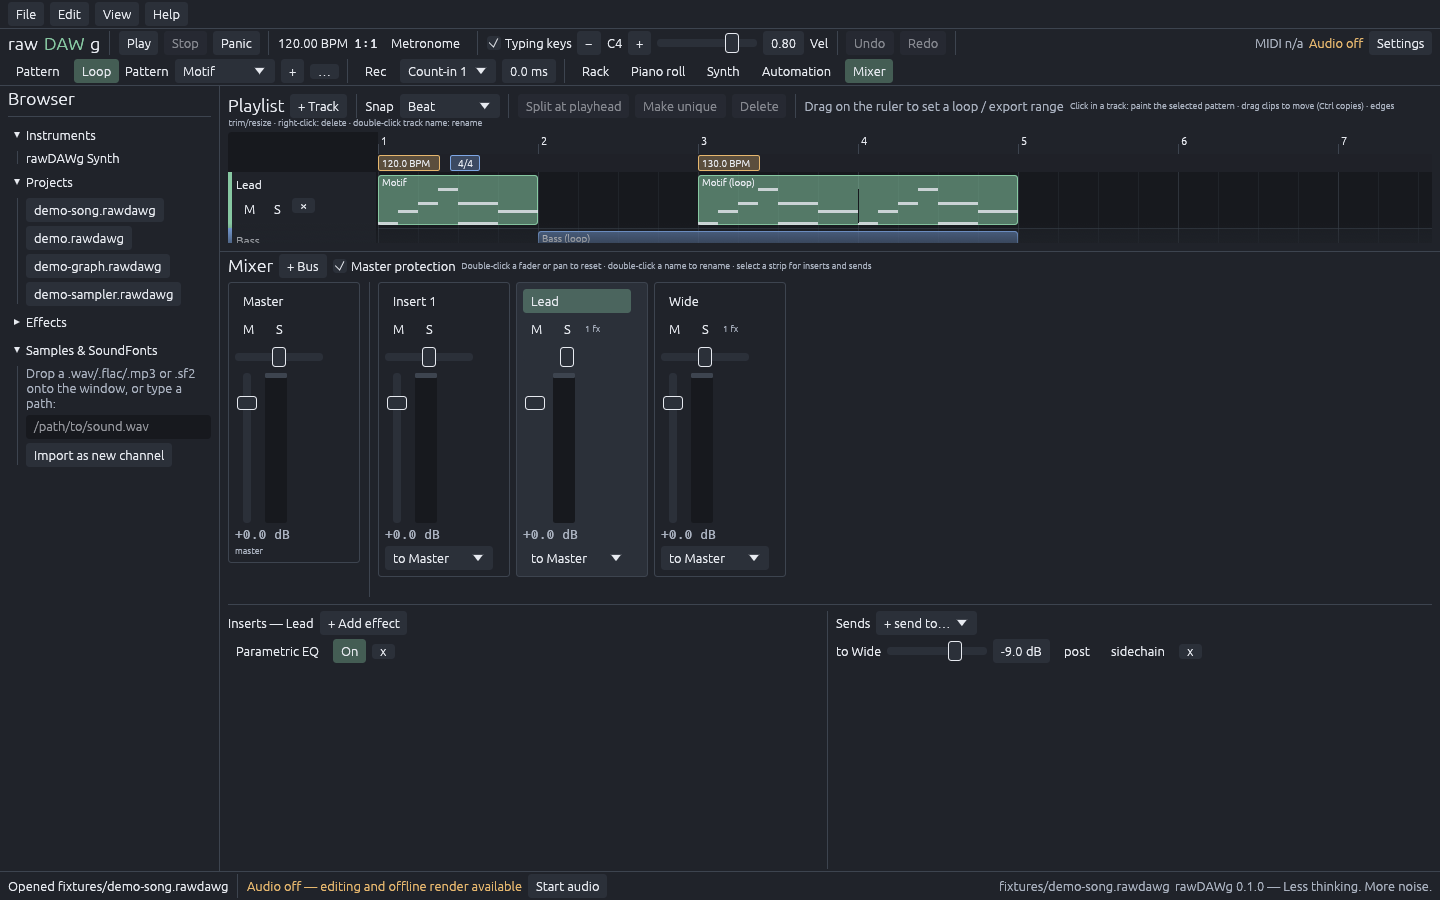 File Edit View Help
raw DAW g Play Stop Panic 120.00 BPM 1:1 Metronome Typing keys – C4 + 0.80 Vel Undo Redo MIDI n/a Audio off Settings
Pattern Loop Pattern Motif + ... Rec Count-in 1 0.0 ms Rack Piano roll Synth Automation Mixer
Browser
Instruments
rawDAWg Synth
Projects
demo-song.rawdawg
demo.rawdawg
demo-graph.rawdawg
demo-sampler.rawdawg
Effects
Samples & SoundFonts
Drop a .wav/.flac/.mp3 or .sf2
onto the window, or type a
path:
/path/to/sound.wav
Import as new channel
Playlist + Track Snap Beat Split at playhead Make unique Delete Drag on the ruler to set a loop / export range Click in a track: paint the selected pattern · drag clips to move (Ctrl copies) · edges
trim/resize · right-click: delete · double-click track name: rename
1 2 3 4 5 6 7
120.0 BPM 4/4 130.0 BPM
Lead Motif Motif (loop)
M S ×
Bass Bass (loop)
Mixer + Bus Master protection Double-click a fader or pan to reset · double-click a name to rename · select a strip for inserts and sends
Master Insert 1 Lead Wide
M S M S M S 1 fx M S 1 fx
+0.0 dB +0.0 dB +0.0 dB +0.0 dB
master to Master to Master to Master
Inserts — Lead + Add effect
Parametric EQ On x
Sends + send to...
to Wide -9.0 dB post sidechain x
Opened fixtures/demo-song.rawdawg Audio off — editing and offline render available Start audio fixtures/demo-song.rawdawg rawDAWg 0.1.0 — Less thinking. More noise.